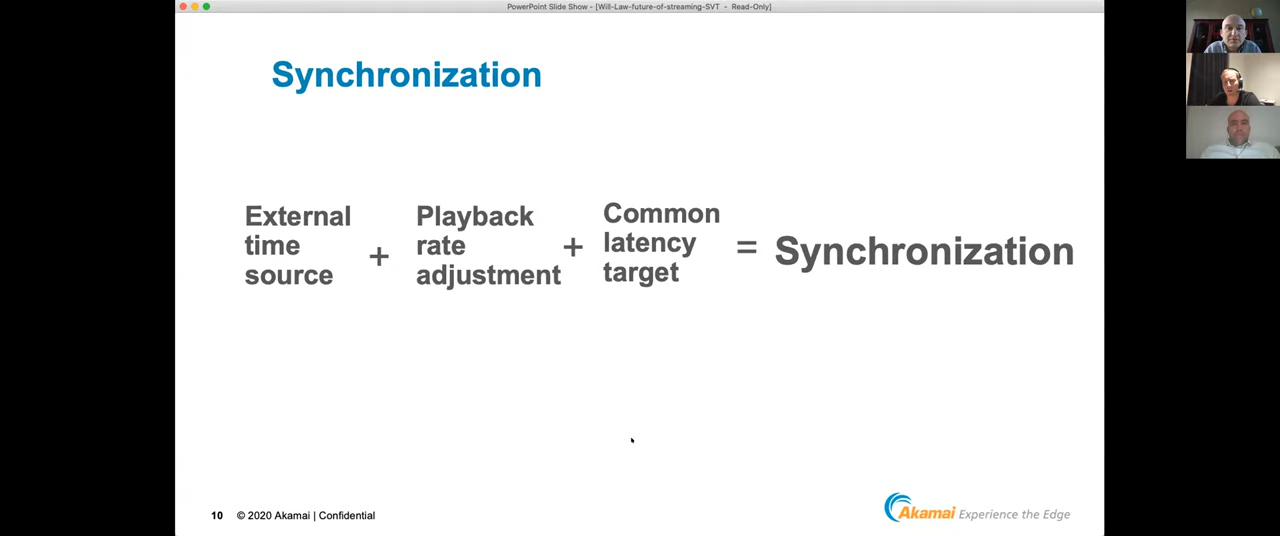 PowerPoint Slide Show - [Will-Law-future-of-streaming-SVT - Read-Only]
Synchronization
External
time
source
+
Playback
rate
adjustment
+
Common
latency
target
=
Synchronization
10 © 2020 Akamai | Confidential
Akamai Experience the Edge